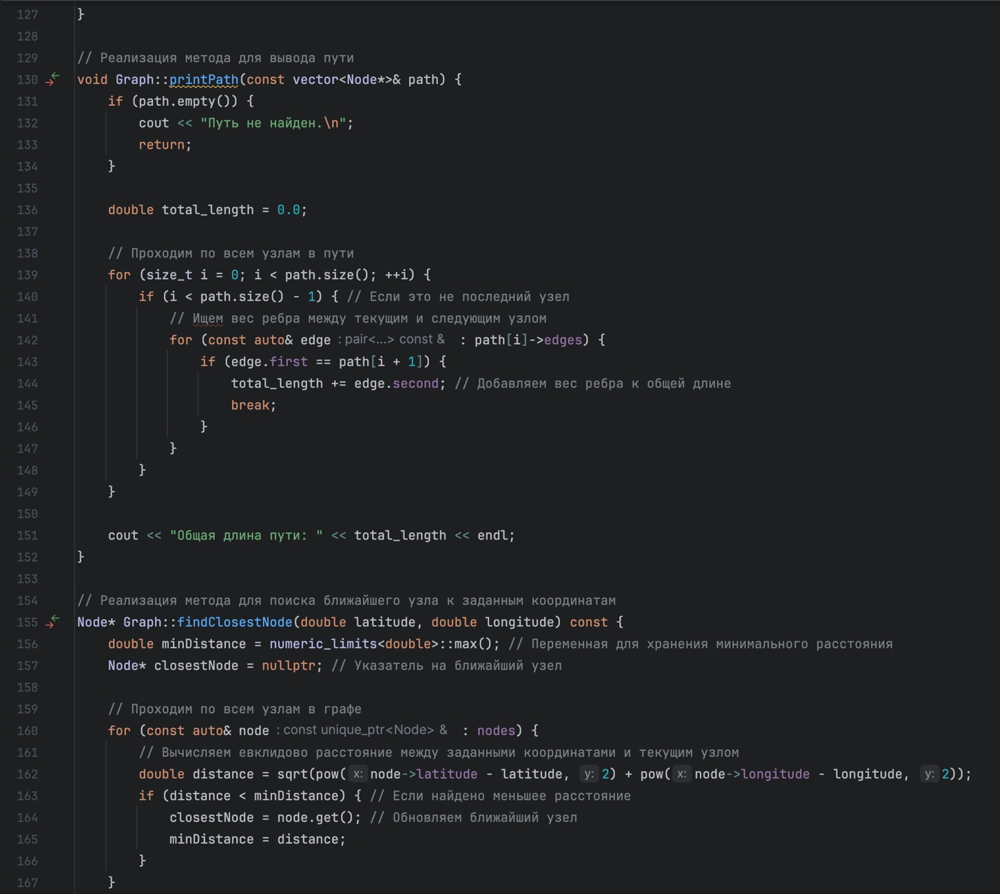 127 }
128
129 // Реализация метода для вывода пути
130 void Graph::printPath(const vector<Node*>& path) {
131     if (path.empty()) {
132         cout << "Путь не найден.\n";
133         return;
134     }
135
136     double total_length = 0.0;
137
138     // Проходим по всем узлам в пути
139     for (size_t i = 0; i < path.size(); ++i) {
140         if (i < path.size() - 1) { // Если это не последний узел
141             // Ищем вес ребра между текущим и следующим узлом
142             for (const auto& edge : pair<...> const &  : path[i]->edges) {
143                 if (edge.first == path[i + 1]) {
144                     total_length += edge.second; // Добавляем вес ребра к общей длине
145                     break;
146                 }
147             }
148         }
149     }
150
151     cout << "Общая длина пути: " << total_length << endl;
152 }
153
154 // Реализация метода для поиска ближайшего узла к заданным координатам
155 Node* Graph::findClosestNode(double latitude, double longitude) const {
156     double minDistance = numeric_limits<double>::max(); // Переменная для хранения минимального расстояния
157     Node* closestNode = nullptr; // Указатель на ближайший узел
158
159     // Проходим по всем узлам в графе
160     for (const auto& node : const unique_ptr<Node> &  : nodes) {
161         // Вычисляем евклидово расстояние между заданными координатами и текущим узлом
162         double distance = sqrt(pow( x: node->latitude - latitude, y: 2) + pow( x: node->longitude - longitude, y: 2));
163         if (distance < minDistance) { // Если найдено меньшее расстояние
164             closestNode = node.get(); // Обновляем ближайший узел
165             minDistance = distance;
166         }
167     }